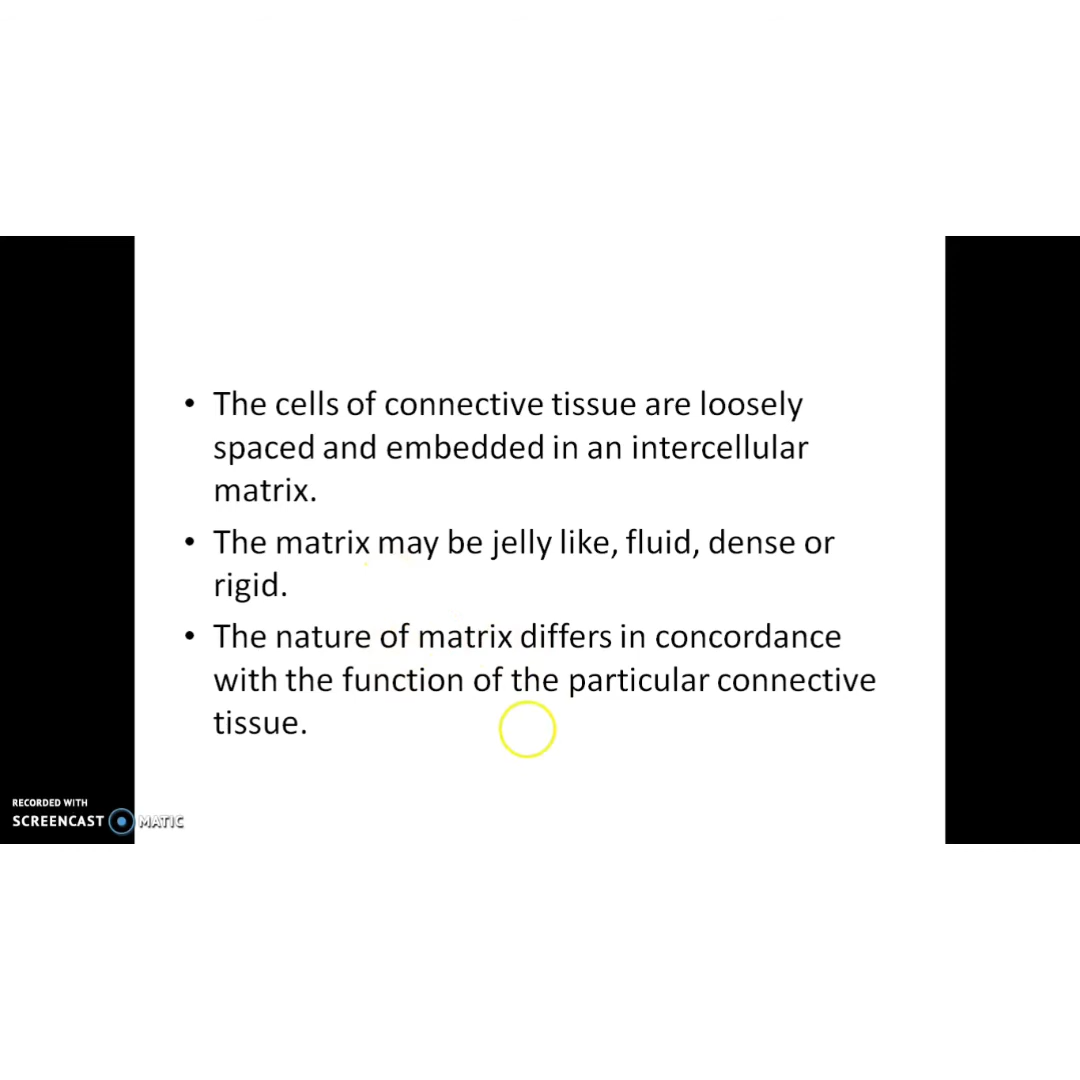 • The cells of connective tissue are loosely
spaced and embedded in an intercellular
matrix.
• The matrix may be jelly like, fluid, dense or
rigid.
• The nature of matrix differs in concordance
with the function of the particular connective
tissue.
RECORDED WITH
SCREENCAST MATIC